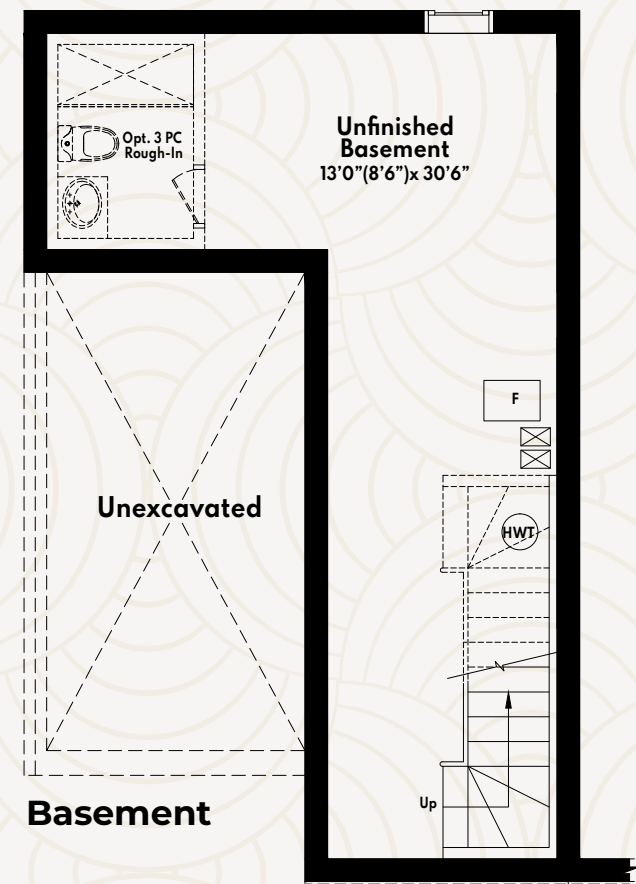 Opt. 3 PC
Rough-In
Unfinished
Basement
13’0”(8’6”)x 30’6”
F
Unexcavated
HWT
Up
Basement